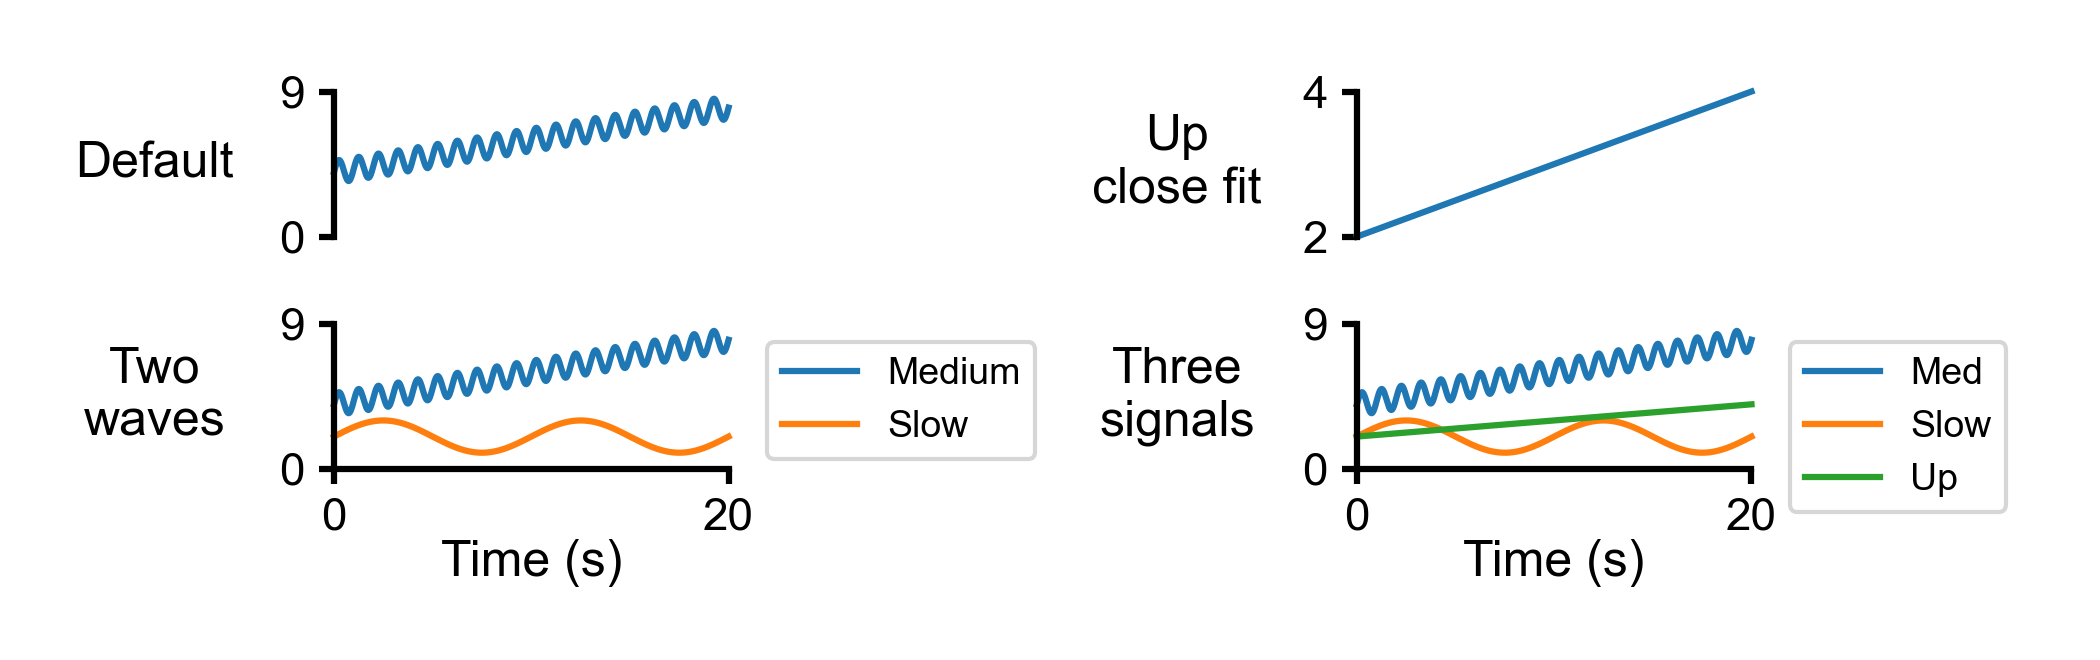 9
Default
0
4
Up
close fit
2
9
Two
waves
0
0
20
Time (s)
Medium
Slow
9
Three
signals
0
0
20
Time (s)
Med
Slow
Up